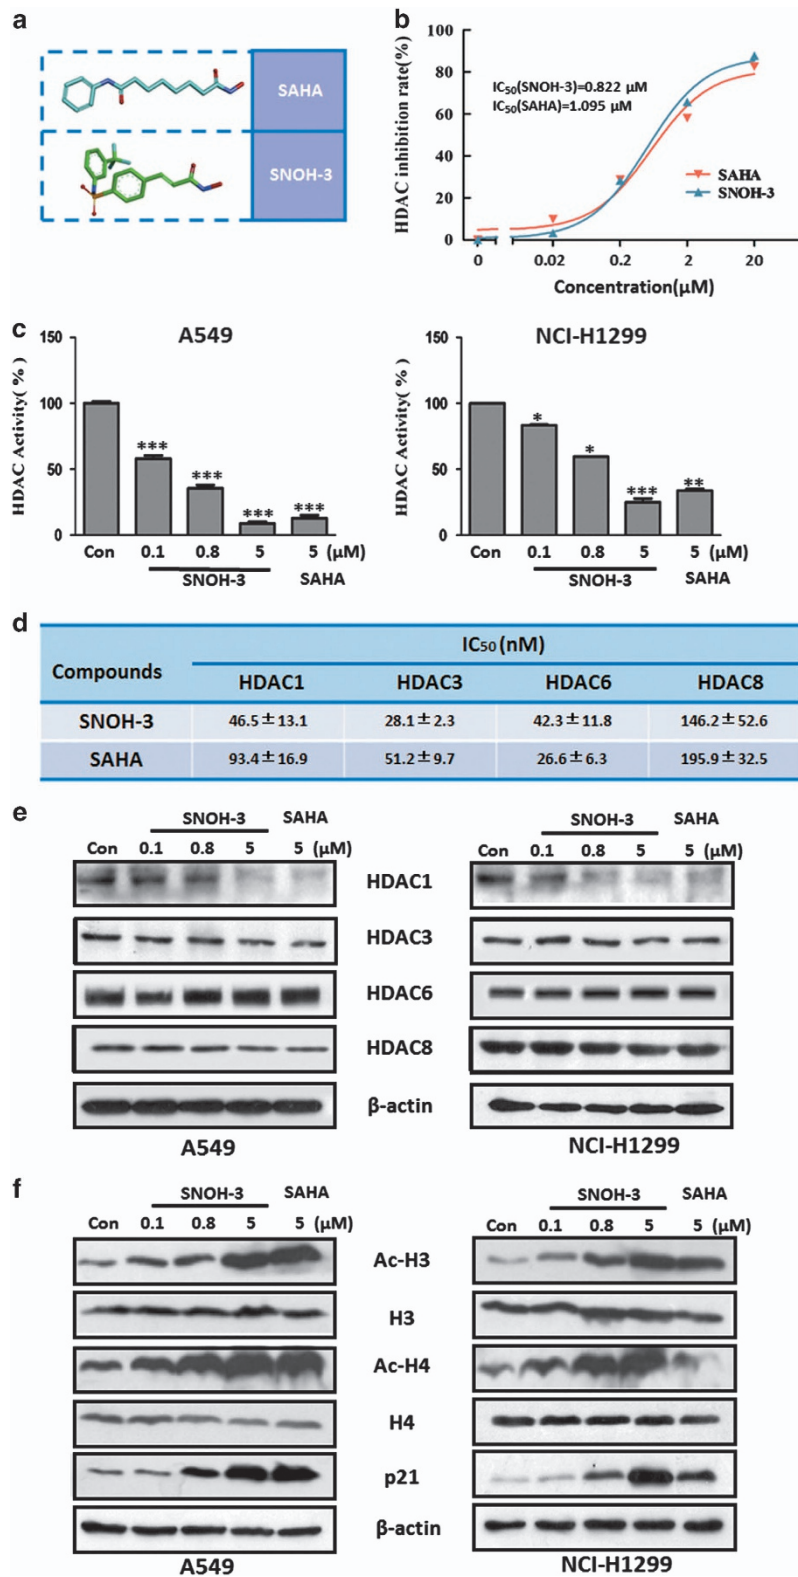 a
SAHA
SNOH-3
b
HDAC inhibition rate(%)
100
80
60
40
20
0
IC50(SNOH-3)=0.822 µM
IC50(SAHA)=1.095 µM
SAHA
SNOH-3
0 0.02 0.2 2 20
Concentration(µM)
c
A549
HDAC Activity( % )
150
100
50
0
*** *** *** ***
Con 0.1 0.8 5 5 (µM)
SNOH-3 SAHA
NCI-H1299
HDAC Activity( % )
150
100
50
0
* * *** **
Con 0.1 0.8 5 5 (µM)
SNOH-3 SAHA
d
Compounds IC50 (nM)
HDAC1 HDAC3 HDAC6 HDAC8
SNOH-3 46.5 ± 13.1 28.1 ± 2.3 42.3 ± 11.8 146.2 ± 52.6
SAHA 93.4 ± 16.9 51.2 ± 9.7 26.6 ± 6.3 195.9 ± 32.5
e
SNOH-3 SAHA SNOH-3 SAHA
Con 0.1 0.8 5 5 (µM) Con 0.1 0.8 5 5 (µM)
HDAC1
HDAC3
HDAC6
HDAC8
β-actin
A549 NCI-H1299
f
SNOH-3 SAHA SNOH-3 SAHA
Con 0.1 0.8 5 5 (µM) Con 0.1 0.8 5 5 (µM)
Ac-H3
H3
Ac-H4
H4
p21
β-actin
A549 NCI-H1299